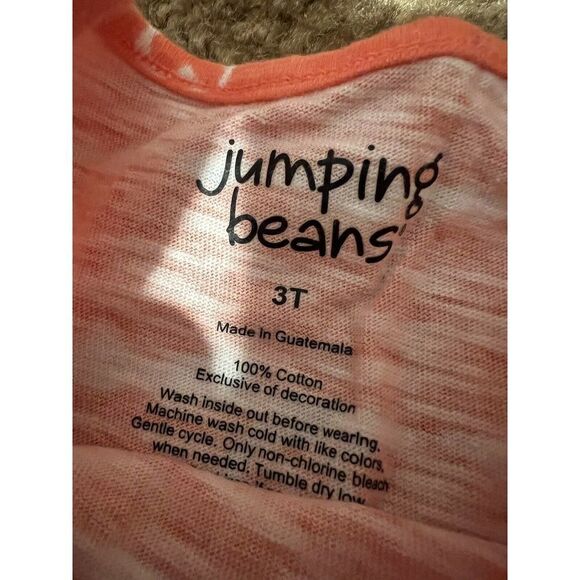 jumping
beans
3T
Made in Guatemala
100% Cotton
Exclusive of decoration
Wash inside out before wearing.
Machine wash cold with like colors,
Gentle cycle. Only non-chlorine bleach
when needed. Tumble dry low